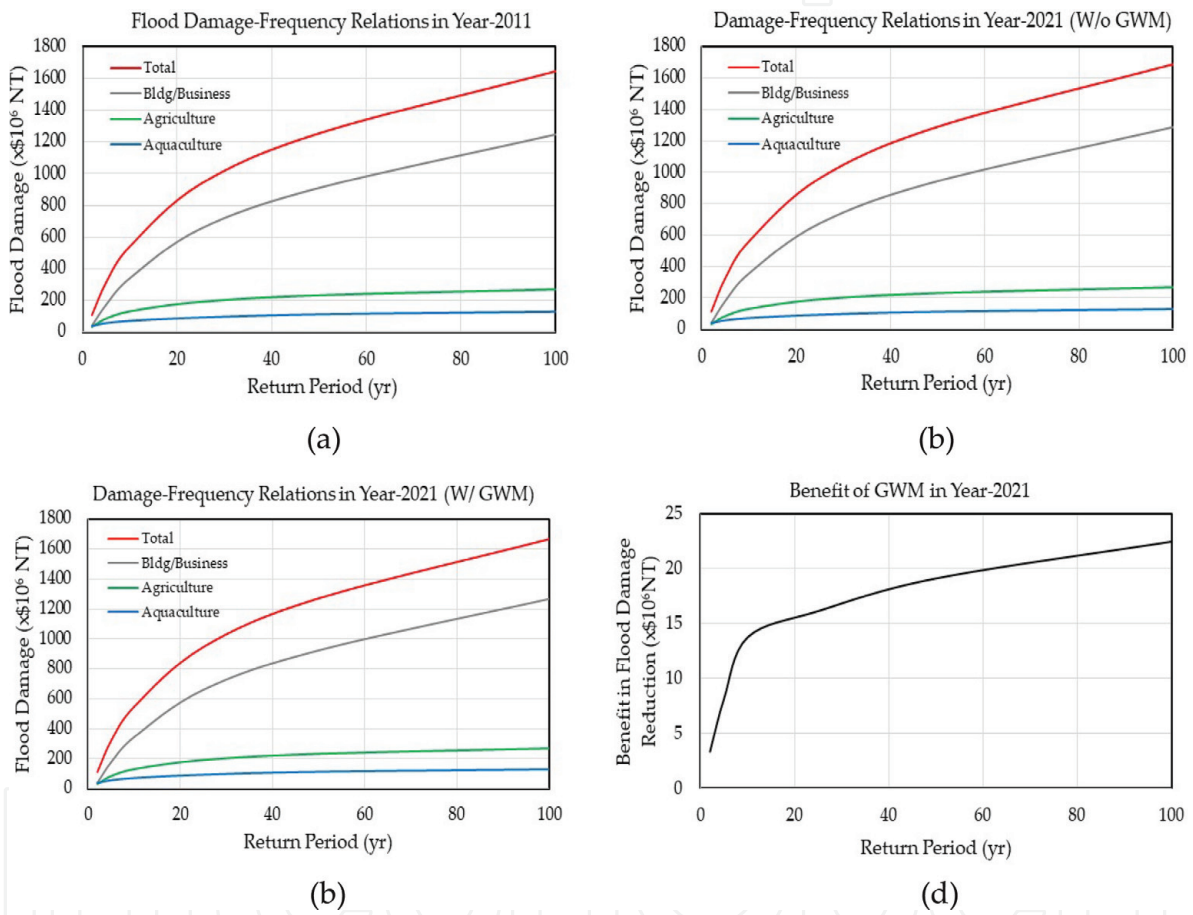 Flood Damage-Frequency Relations in Year-2011
1800
1600
1400
1200
1000
800
600
400
200
0
Flood Damage (x$10⁶ NT)
Total
Bldg/Business
Agriculture
Aquaculture
0 20 40 60 80 100
Return Period (yr)
(a)
Damage-Frequency Relations in Year-2021 (W/o GWM)
1800
1600
1400
1200
1000
800
600
400
200
0
Flood Damage (x$10⁶ NT)
Total
Bldg/Business
Agriculture
Aquaculture
0 20 40 60 80 100
Return Period (yr)
(b)
Damage-Frequency Relations in Year-2021 (W/ GWM)
1800
1600
1400
1200
1000
800
600
400
200
0
Flood Damage (x$10⁶ NT)
Total
Bldg/Business
Agriculture
Aquaculture
0 20 40 60 80 100
Return Period (yr)
(b)
Benefit of GWM in Year-2021
25
20
15
10
5
0
Benefit in Flood Damage
Reduction (x$10⁶NT)
0 20 40 60 80 100
Return Period (yr)
(d)